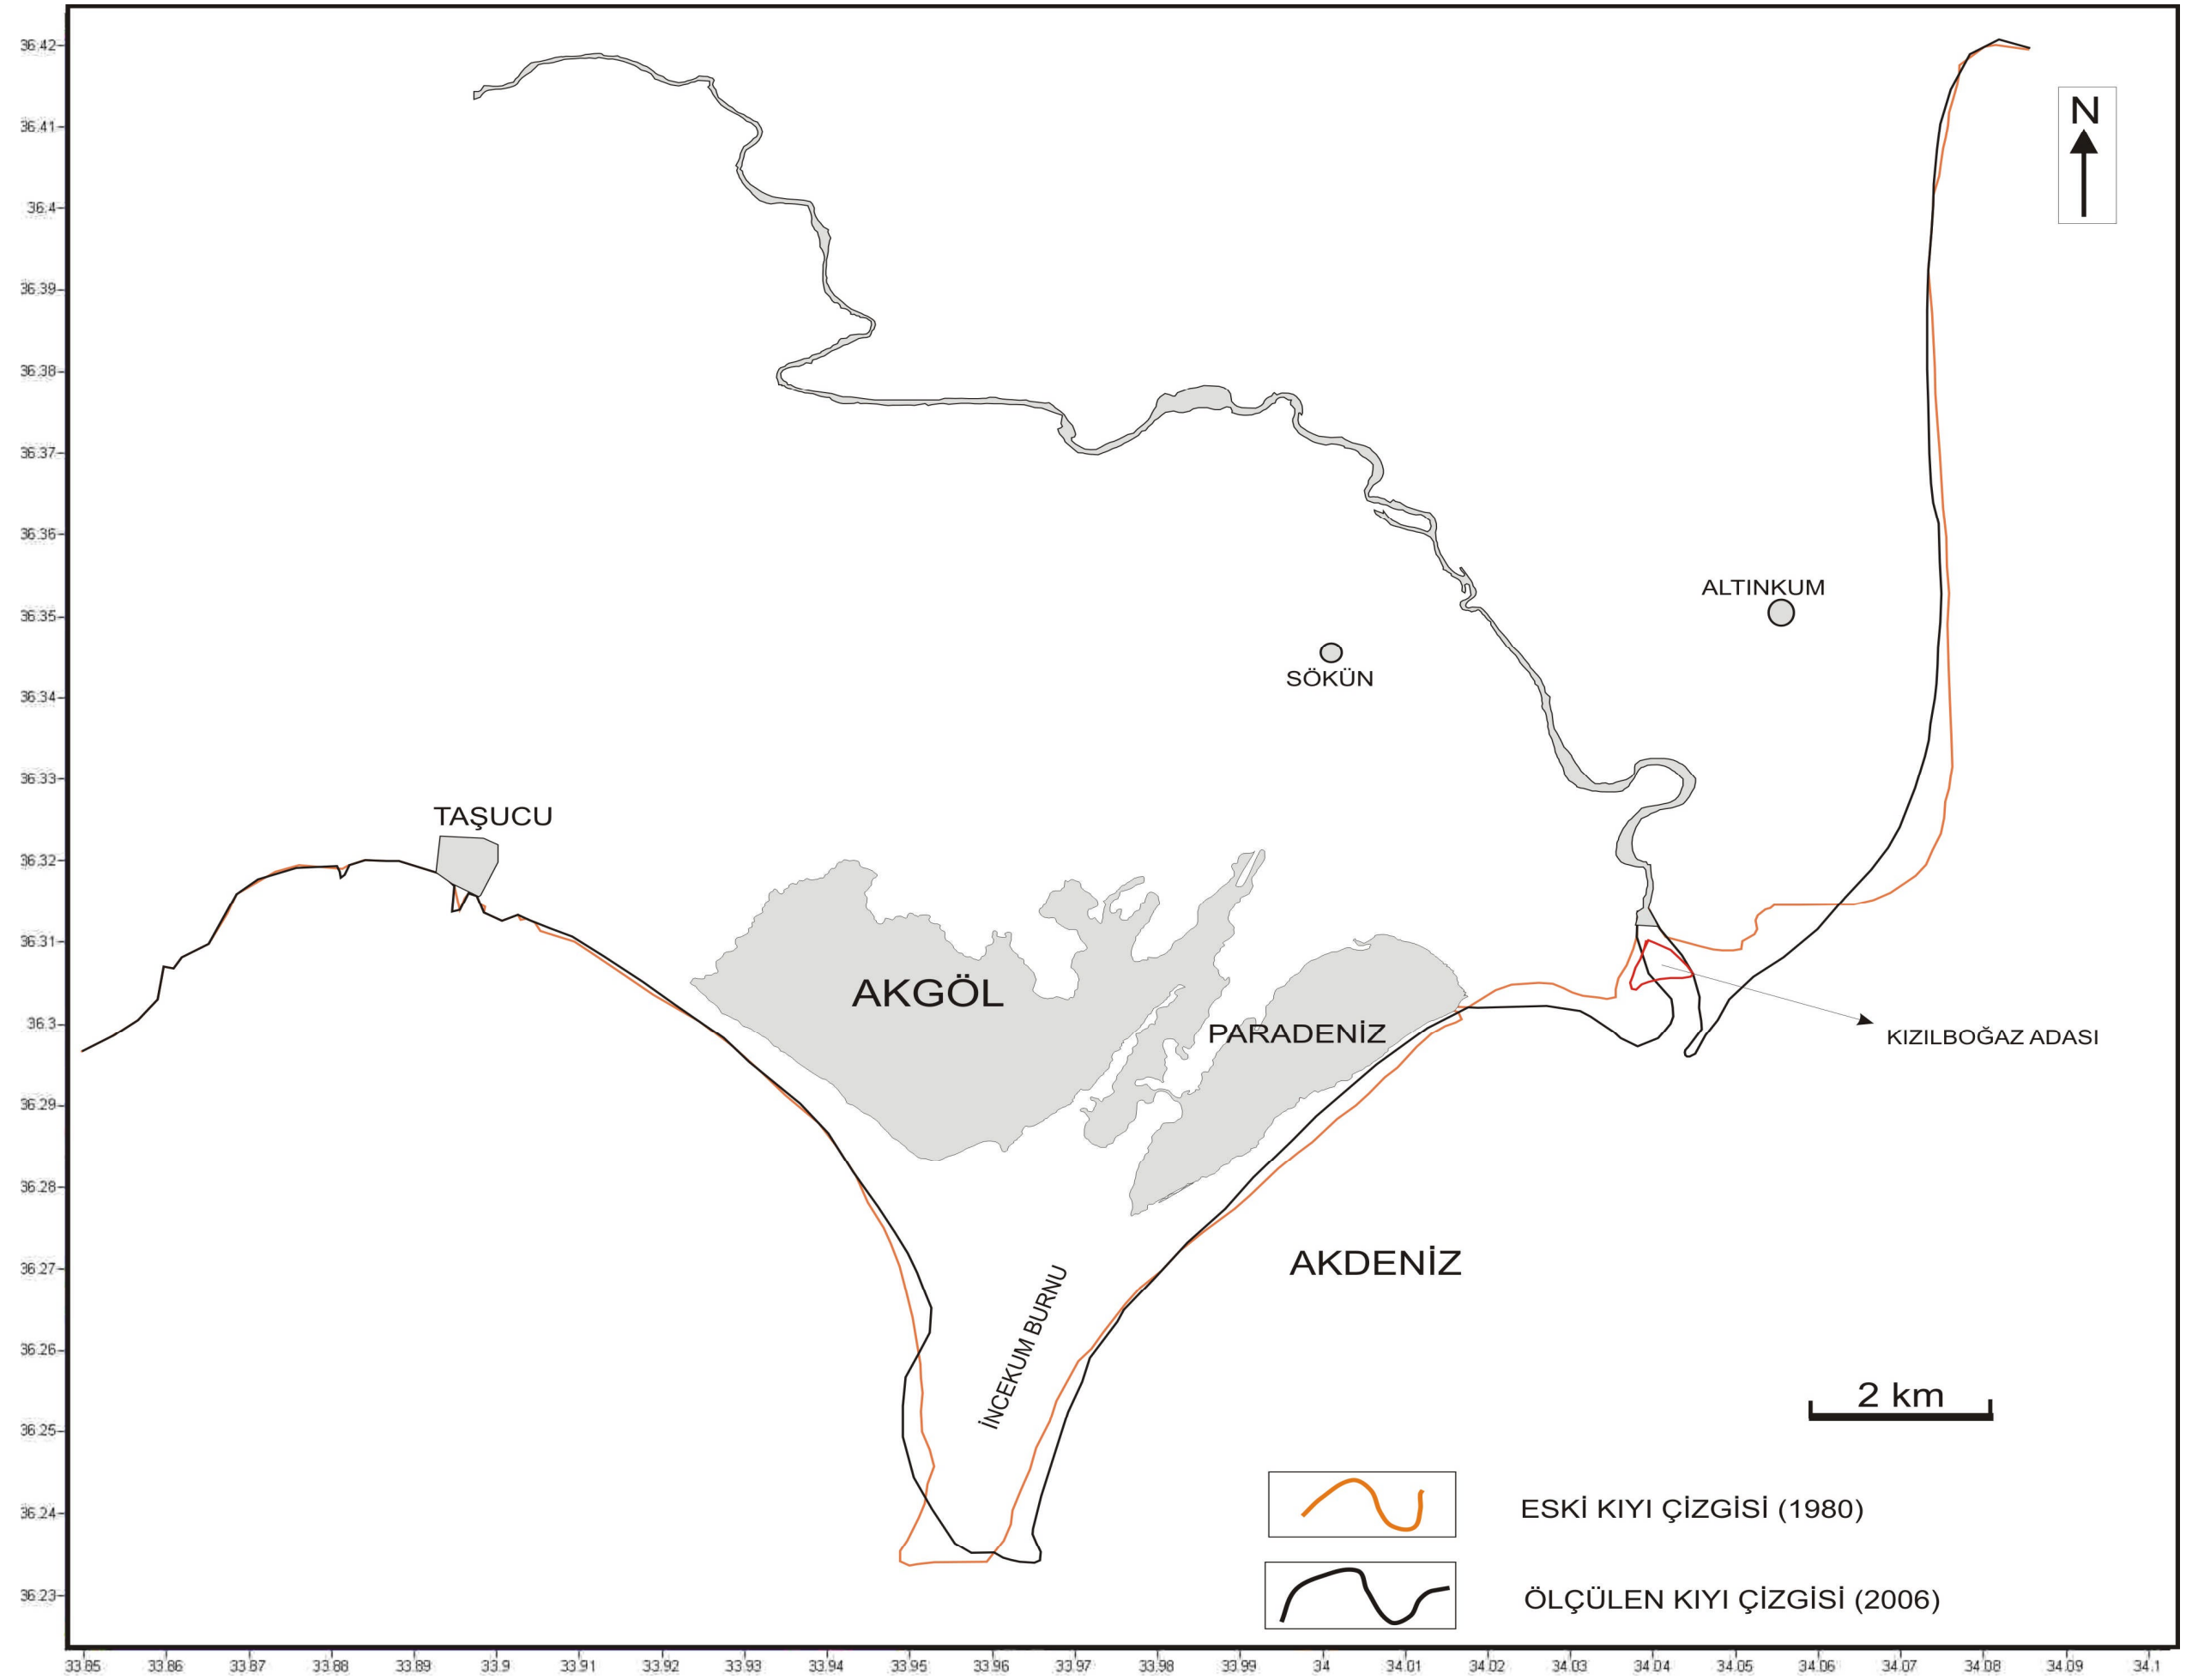 36.42
36.41
36.4
36.39
36.38
36.37
36.36
36.35
36.34
36.33
36.32
36.31
36.3
36.29
36.28
36.27
36.26
36.25
36.24
36.23
N
ALTINKUM
SÖKÜN
TAŞUCU
AKGÖL
PARADENİZ
KIZILBOĞAZ ADASI
AKDENİZ
İNCEKUM BURNU
2 km
ESKİ KIYI ÇİZGİSİ (1980)
ÖLÇÜLEN KIYI ÇİZGİSİ (2006)
33.85 33.86 33.87 33.88 33.89 33.9 33.91 33.92 33.93 33.94 33.95 33.96 33.97 33.98 33.99 34 34.01 34.02 34.03 34.04 34.05 34.06 34.07 34.08 34.09 34.1